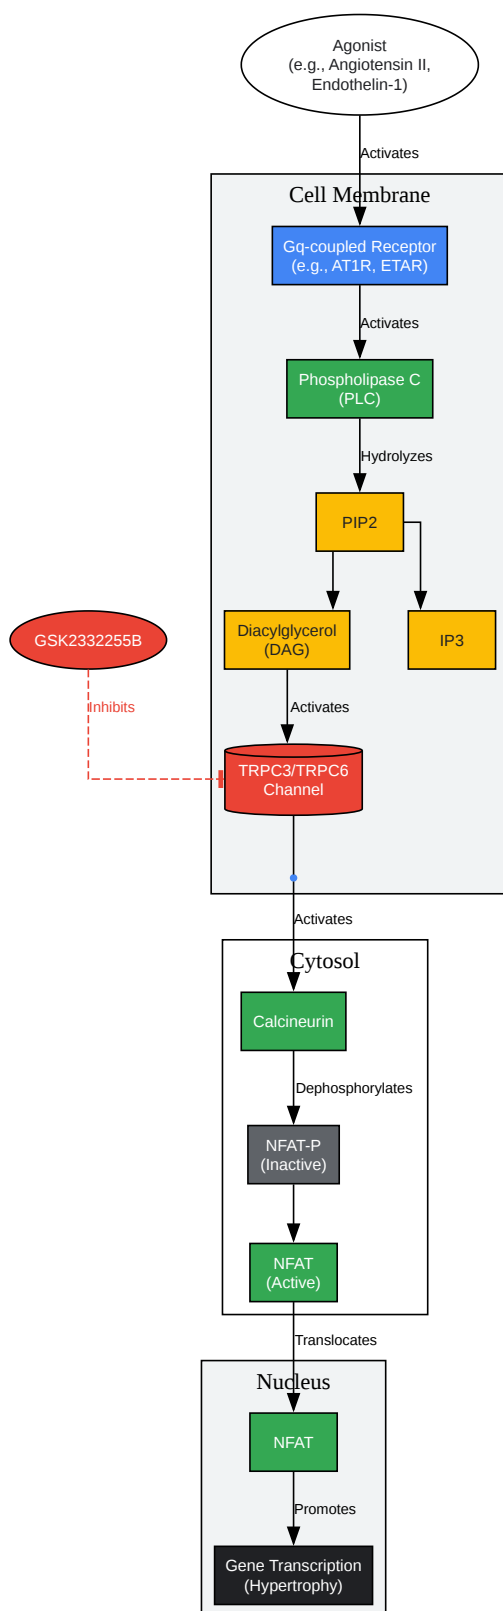 Agonist
(e.g., Angiotensin II,
Endothelin-1)
Activates
Cell Membrane
Gq-coupled Receptor
(e.g., AT1R, ETAR)
Activates
Phospholipase C
(PLC)
Hydrolyzes
PIP2
GSK2332255B
Diacylglycerol
(DAG)
IP3
Inhibits
Activates
TRPC3/TRPC6
Channel
Activates
Cytosol
Calcineurin
Dephosphorylates
NFAT-P
(Inactive)
NFAT
(Active)
Translocates
Nucleus
NFAT
Promotes
Gene Transcription
(Hypertrophy)